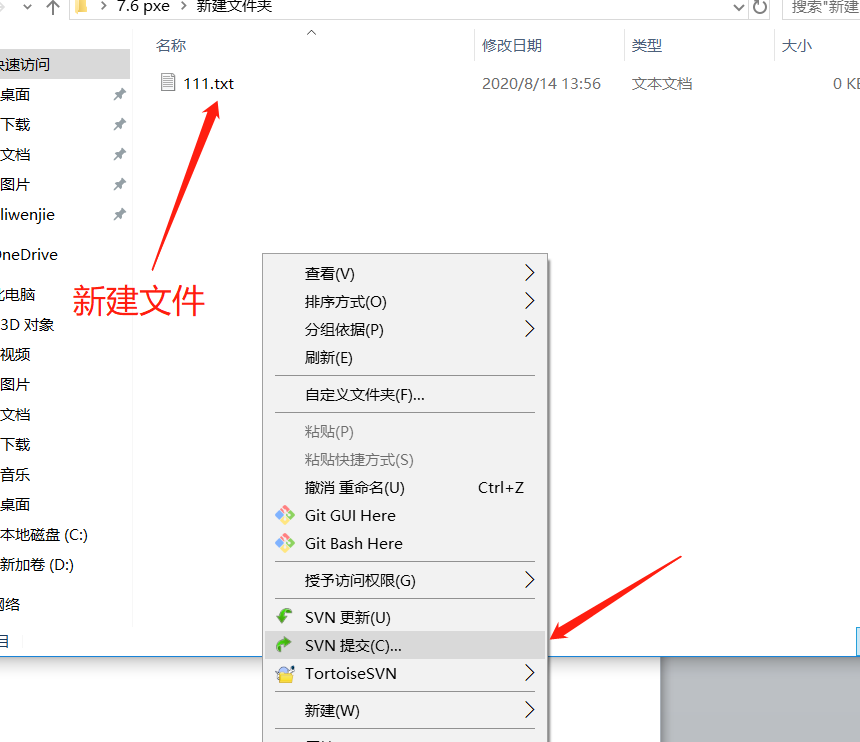 7.6 pxe
新建文件夹
搜索"新建
名称
修改日期
类型
大小
快速访问
111.txt
2020/8/14 13:56
文本文档
0 KB
桌面
下载
文档
图片
liwenjie
OneDrive
此电脑
新建文件
3D 对象
视频
图片
文档
下载
音乐
桌面
本地磁盘 (C:)
新加卷 (D:)
网络
查看(V)
排序方式(O)
分组依据(P)
刷新(E)
自定义文件夹(F)...
粘贴(P)
粘贴快捷方式(S)
撤消 重命名(U) Ctrl+Z
Git GUI Here
Git Bash Here
授予访问权限(G)
SVN 更新(U)
SVN 提交(C)...
TortoiseSVN
新建(W)